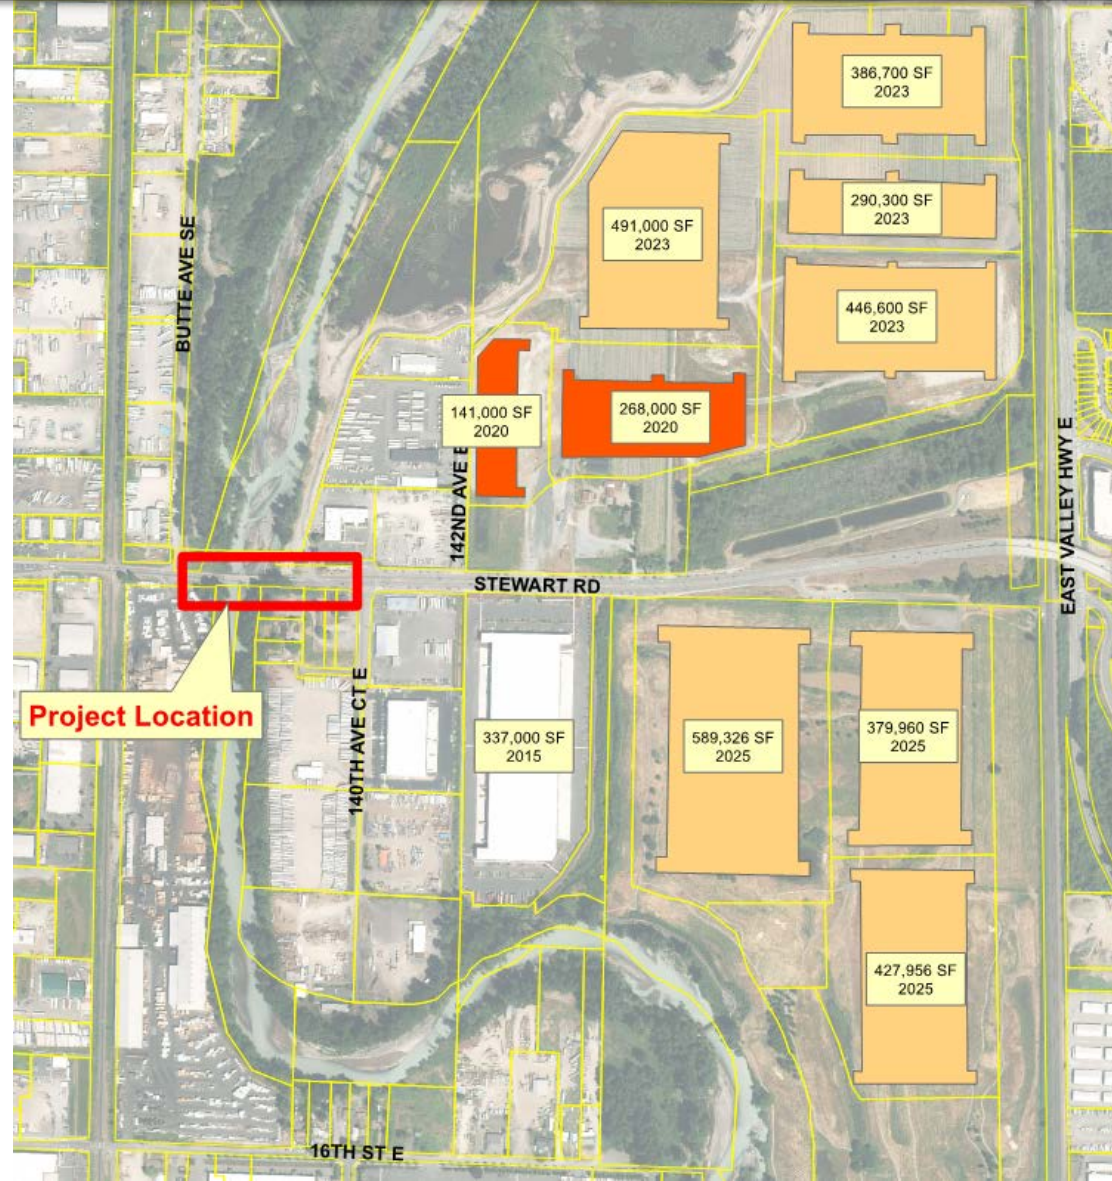 386,700 SF
2023
290,300 SF
2023
491,000 SF
2023
446,600 SF
2023
BUTTE AVE SE
141,000 SF
2020
268,000 SF
2020
142ND AVE E
EAST VALLEY HWY E
STEWART RD
Project Location
140TH AVE CT E
337,000 SF
2015
589,326 SF
2025
379,960 SF
2025
427,956 SF
2025
16TH ST E